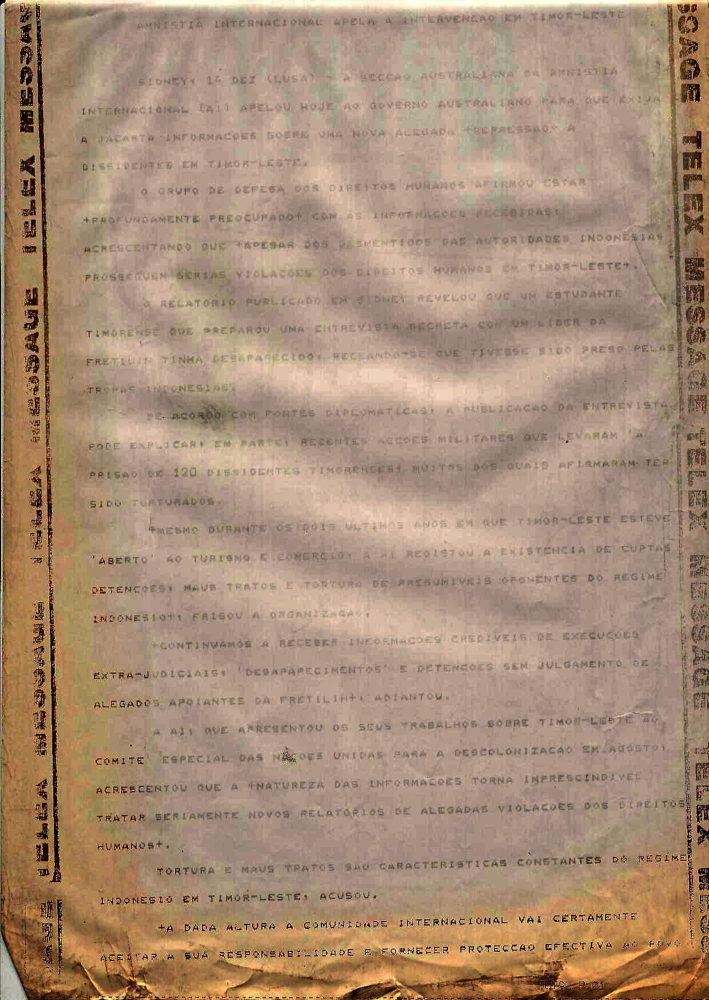 AMNISTIA INTERNACIONAL APELA A INTERVENCAO EM TIMOR-LESTE
SIDNEY, 14 DEZ (LUSA) - A SECCAO AUSTRALIANA DA AMNISTIA
INTERNACIONAL (AI) APELOU HOJE AO GOVERNO AUSTRALIANO PARA QUE EXIJA
A JACARTA INFORMACOES SOBRE UMA NOVA ALEGADA +REPRESSAO+ A
DISSIDENTES EM TIMOR-LESTE.
O GRUPO DE DEFESA DOS DIREITOS HUMANOS AFIRMOU ESTAR
+PROFUNDAMENTE PREOCUPADO+ COM AS INFORMACOES RECEBIDAS,
ACRESCENTANDO QUE +APESAR DOS DESMENTIDOS DAS AUTORIDADES INDONESIAS
PROSSEGUEM SERIAS VIOLACOES DOS DIREITOS HUMANOS EM TIMOR-LESTE+.
O RELATORIO PUBLICADO EM SIDNEY REVELOU QUE UM ESTUDANTE
TIMORENSE QUE PREPAROU UMA ENTREVISTA SECRETA COM UM LIDER DA
FRETILIN TINHA DESAPARECIDO, RECEANDO-SE QUE TIVESSE SIDO PRESO PELAS
TROPAS INDONESIAS.
DE ACORDO COM FONTES DIPLOMATICAS, A PUBLICACAO DA ENTREVISTA
PODE EXPLICAR, EM PARTE, RECENTES ACCOES MILITARES QUE LEVARAM 'A
PRISAO DE 120 DISSIDENTES TIMORENSES, MUITOS DOS QUAIS AFIRMARAM TER
SIDO TORTURADOS.
+MESMO DURANTE OS DOIS ULTIMOS ANOS EM QUE TIMOR-LESTE ESTEVE
'ABERTO' AO TURISMO E COMERCIO, A AI REGISTOU A EXISTENCIA DE CURTAS
DETENCOES, MAUS TRATOS E TORTURA DE PRESUMIVEIS OPONENTES DO REGIME
INDONESIO+, FRISOU A ORGANIZACAO.
+CONTINUAMOS A RECEBER INFORMACOES CREDIVEIS DE EXECUCOES
EXTRA-JUDICIAIS, 'DESAPARECIMENTOS' E DETENCOES SEM JULGAMENTO DE
ALEGADOS APOIANTES DA FRETILIN+, ADIANTOU.
A AI, QUE APRESENTOU OS SEUS TRABALHOS SOBRE TIMOR-LESTE AO
COMITE' ESPECIAL DAS NACOES UNIDAS PARA A DESCOLONIZACAO EM AGOSTO,
ACRESCENTOU QUE A +NATUREZA DAS INFORMACOES TORNA IMPRESCINDIVEL
TRATAR SERIAMENTE NOVOS RELATORIOS DE ALEGADAS VIOLACOES DOS DIREITOS
HUMANOS+.
TORTURA E MAUS TRATOS SAO CARACTERISTICAS CONSTANTES DO REGIME
INDONESIO EM TIMOR-LESTE, ACUSOU.
+A DADA ALTURA A COMUNIDADE INTERNACIONAL VAI CERTAMENTE
ACEITAR A SUA RESPONSABILIDADE E FORNECER PROTECCAO EFECTIVA AO POVO
TOTAL P.01
TELEX MESSAGE TELEX MESSAGE TELEX MESSAGE TELEX